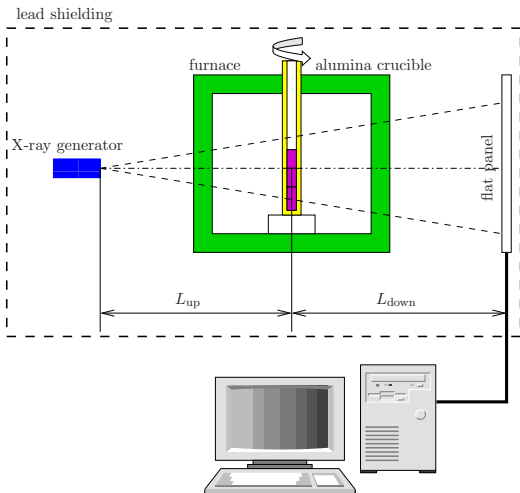 lead shielding
furnace
alumina crucible
X-ray generator
flat panel
L_up
L_down